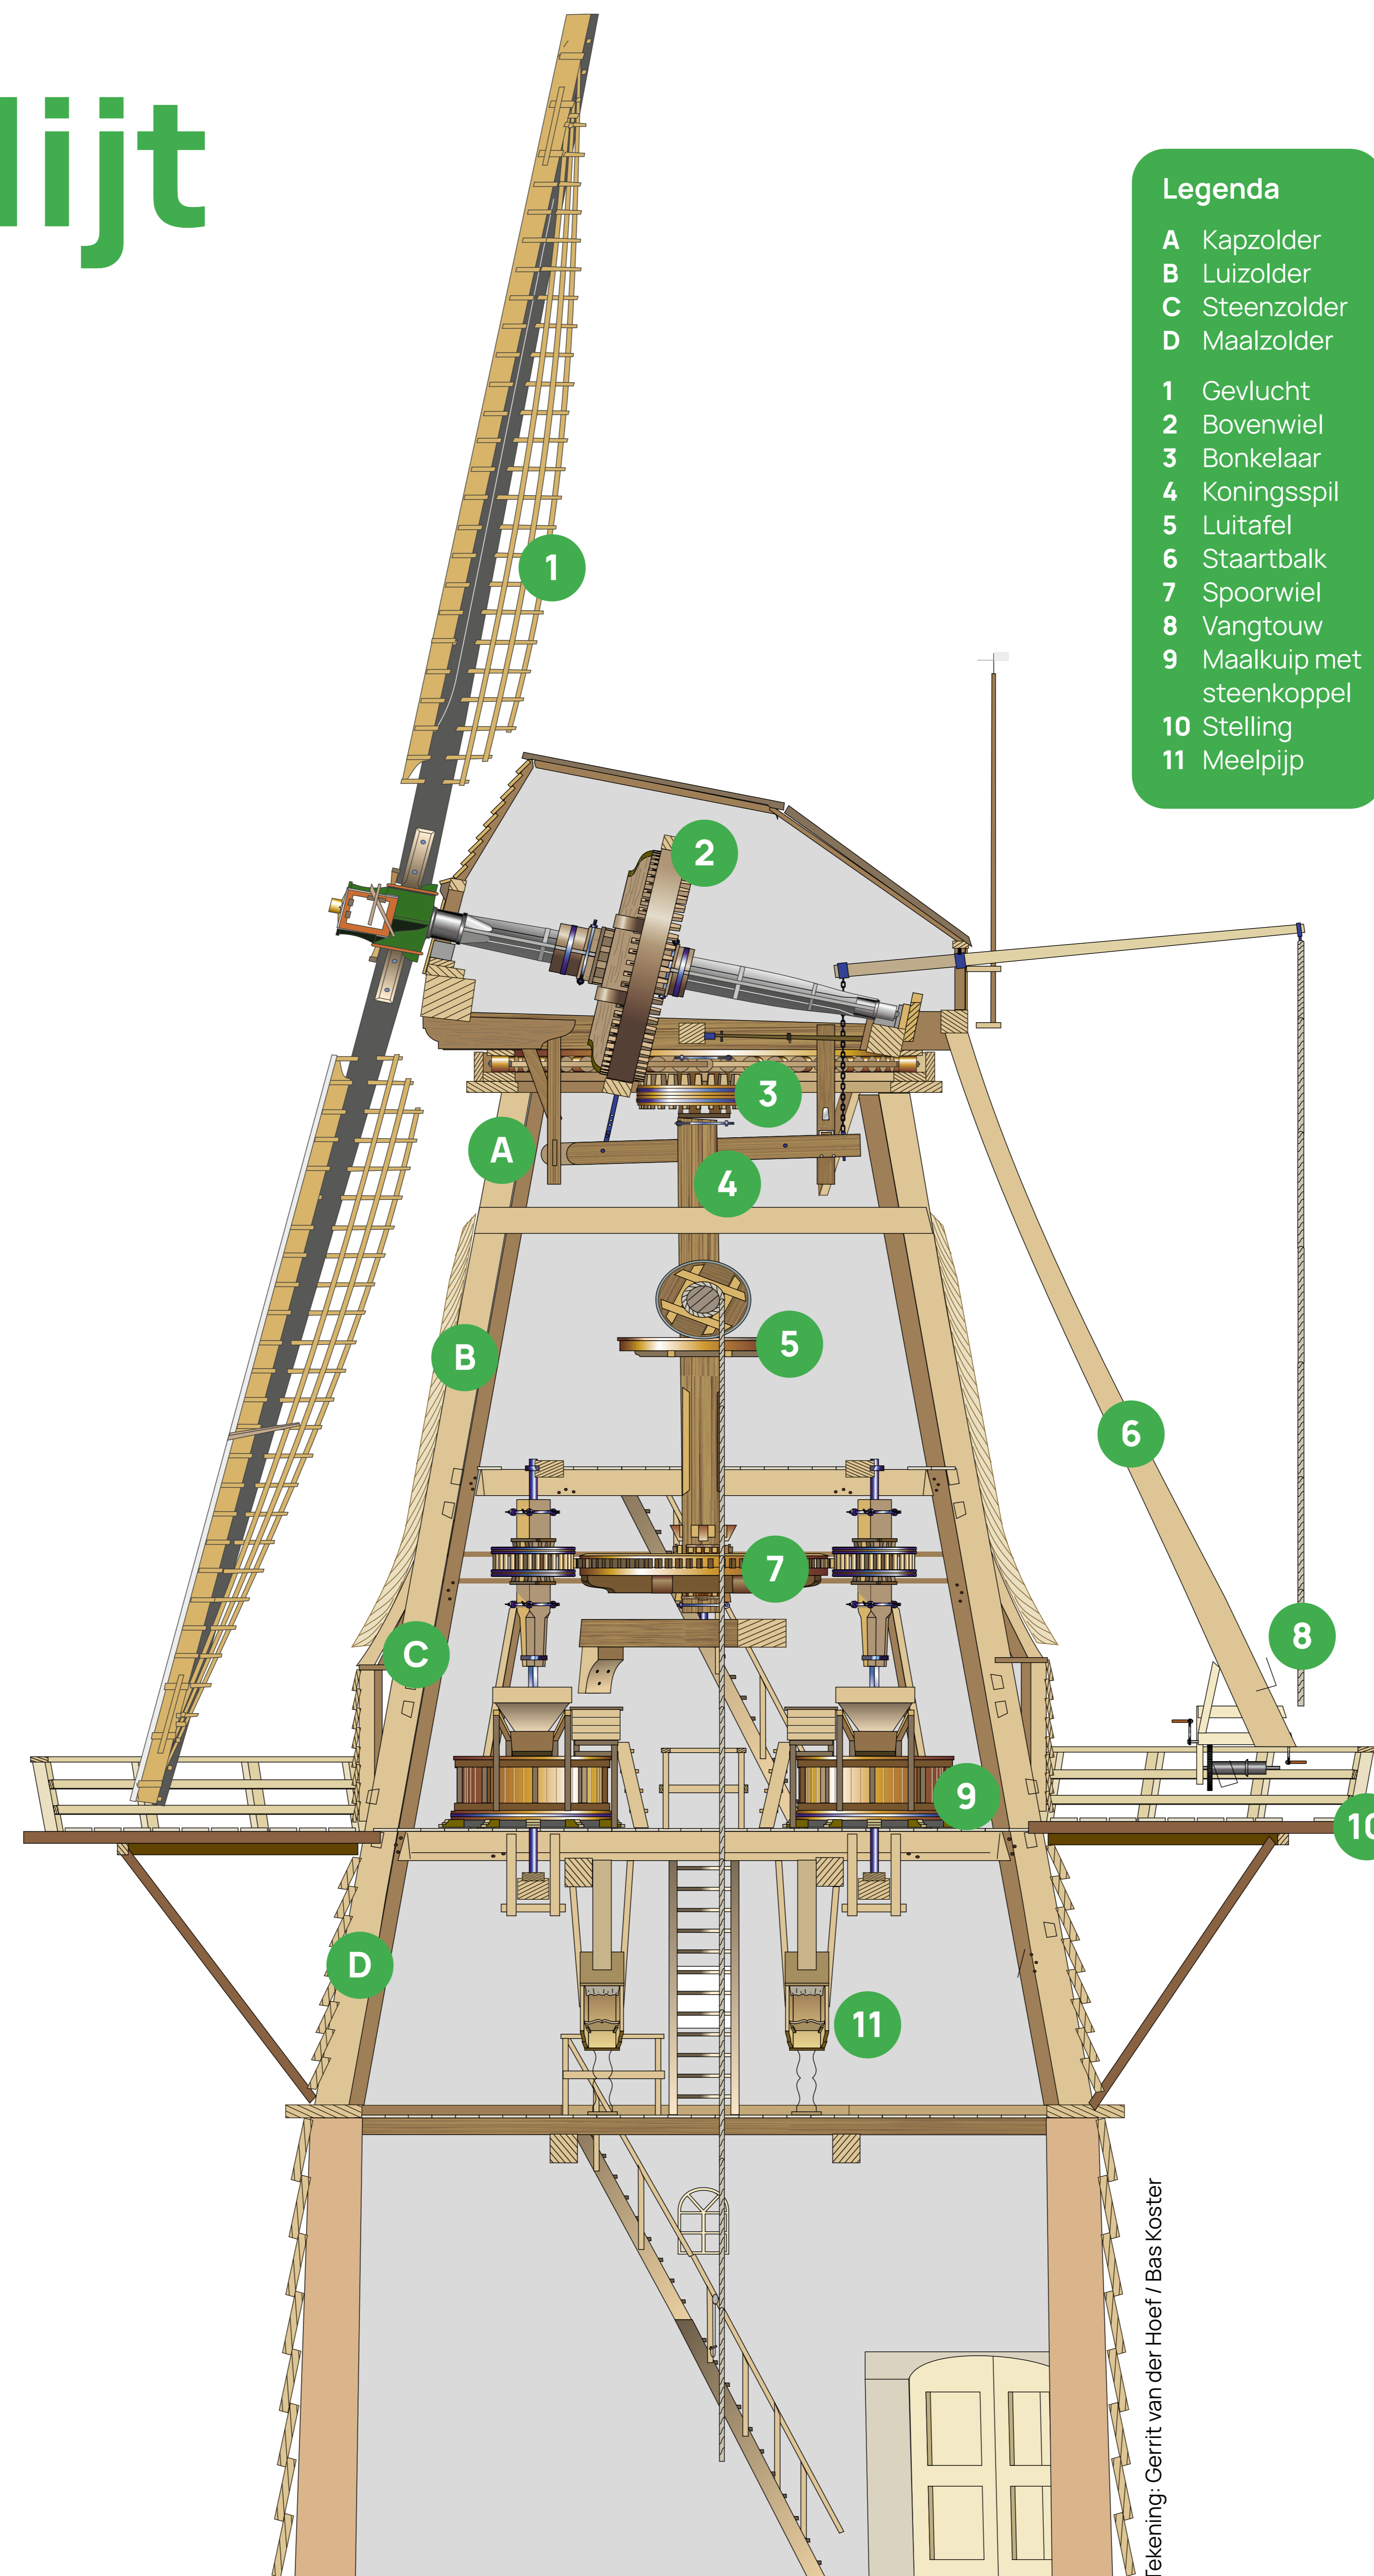 lijt
Legenda
A Kapzolder
B Luizolder
C Steenzolder
D Maalzolder
1 Gevlucht
2 Bovenwiel
3 Bonkelaar
4 Koningsspil
5 Luitafel
6 Staartbalk
7 Spoorwiel
8 Vangtouw
9 Maalkuip met
steenkoppel
10 Stelling
11 Meelpijp
1
2
3
A
4
B
5
6
7
8
C
9
10
D
11
Tekening: Gerrit van der Hoef / Bas Koster